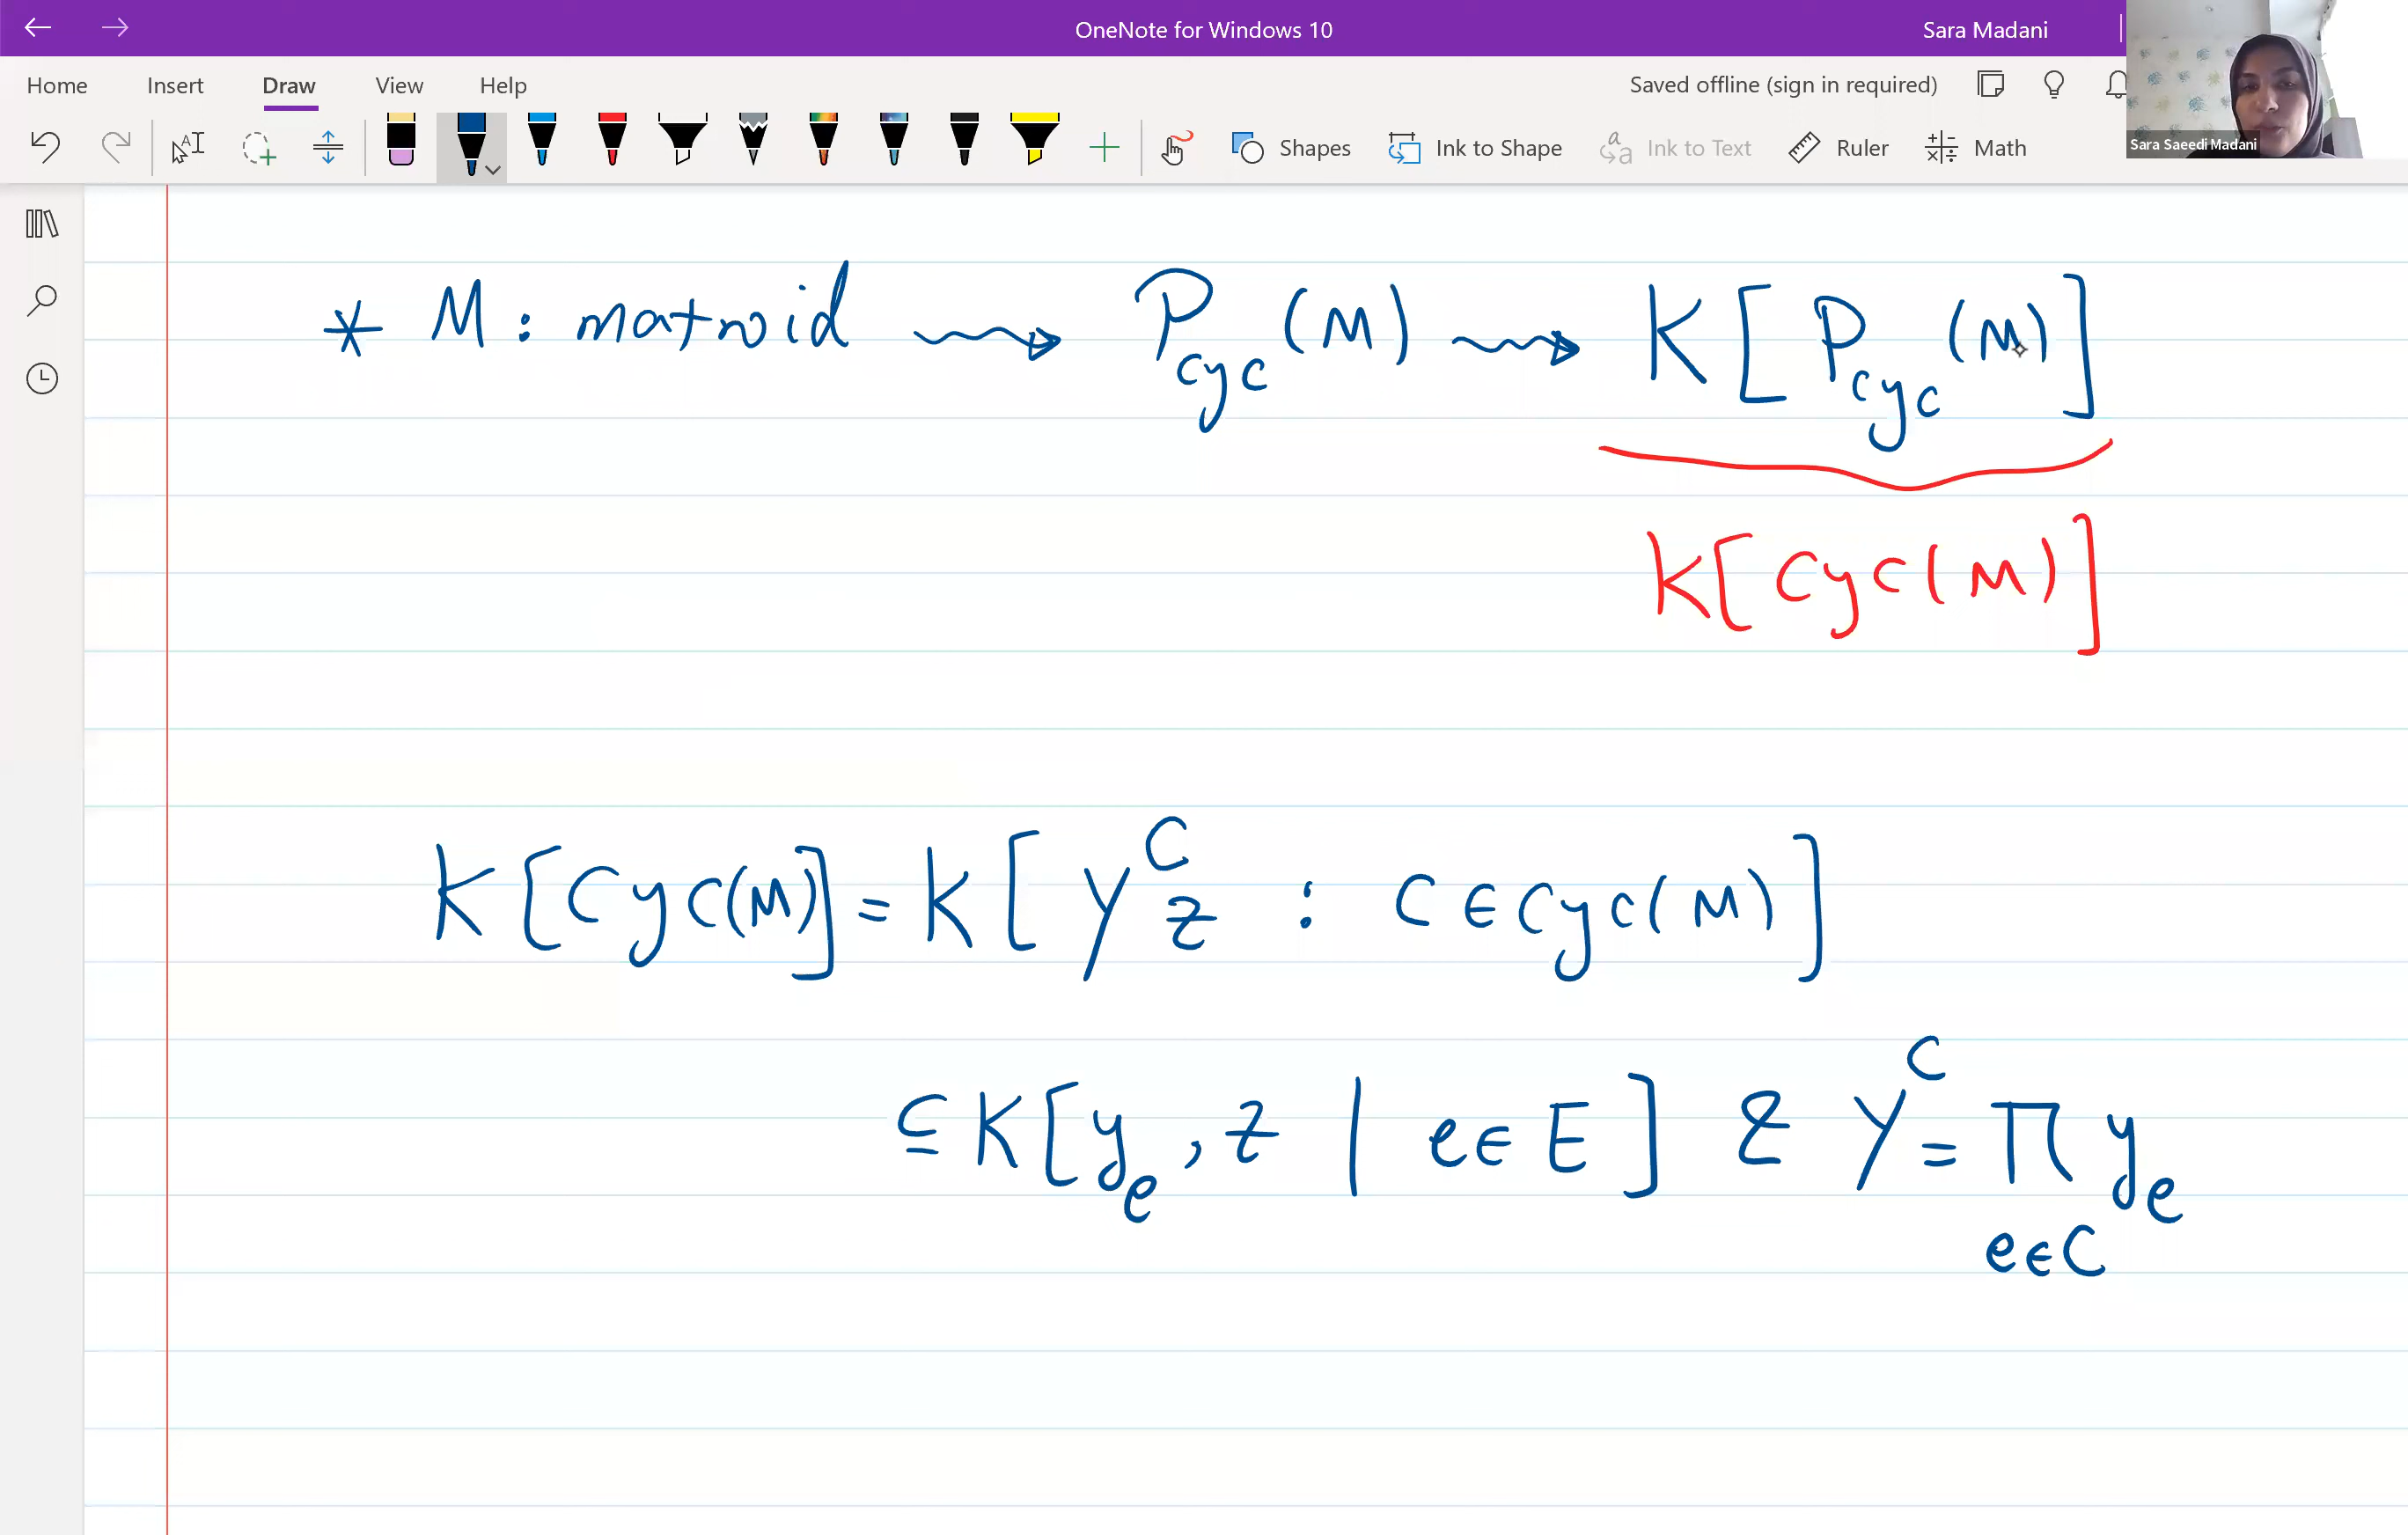 OneNote for Windows 10
Sara Madani
Home Insert Draw View Help
Saved offline (sign in required)
Shapes Ink to Shape Ink to Text Ruler Math
Sara Saeedi Madani
* M : matroid ⇝ P_cyc (M) ⇝ K[P_cyc (M)]
K[Cyc(M)]
K[Cyc(M)] = K[Y^C z : C ∈ Cyc(M)]
⊆ K[y_e, z | e ∈ E] & Y^C = Π y_e
e∈C